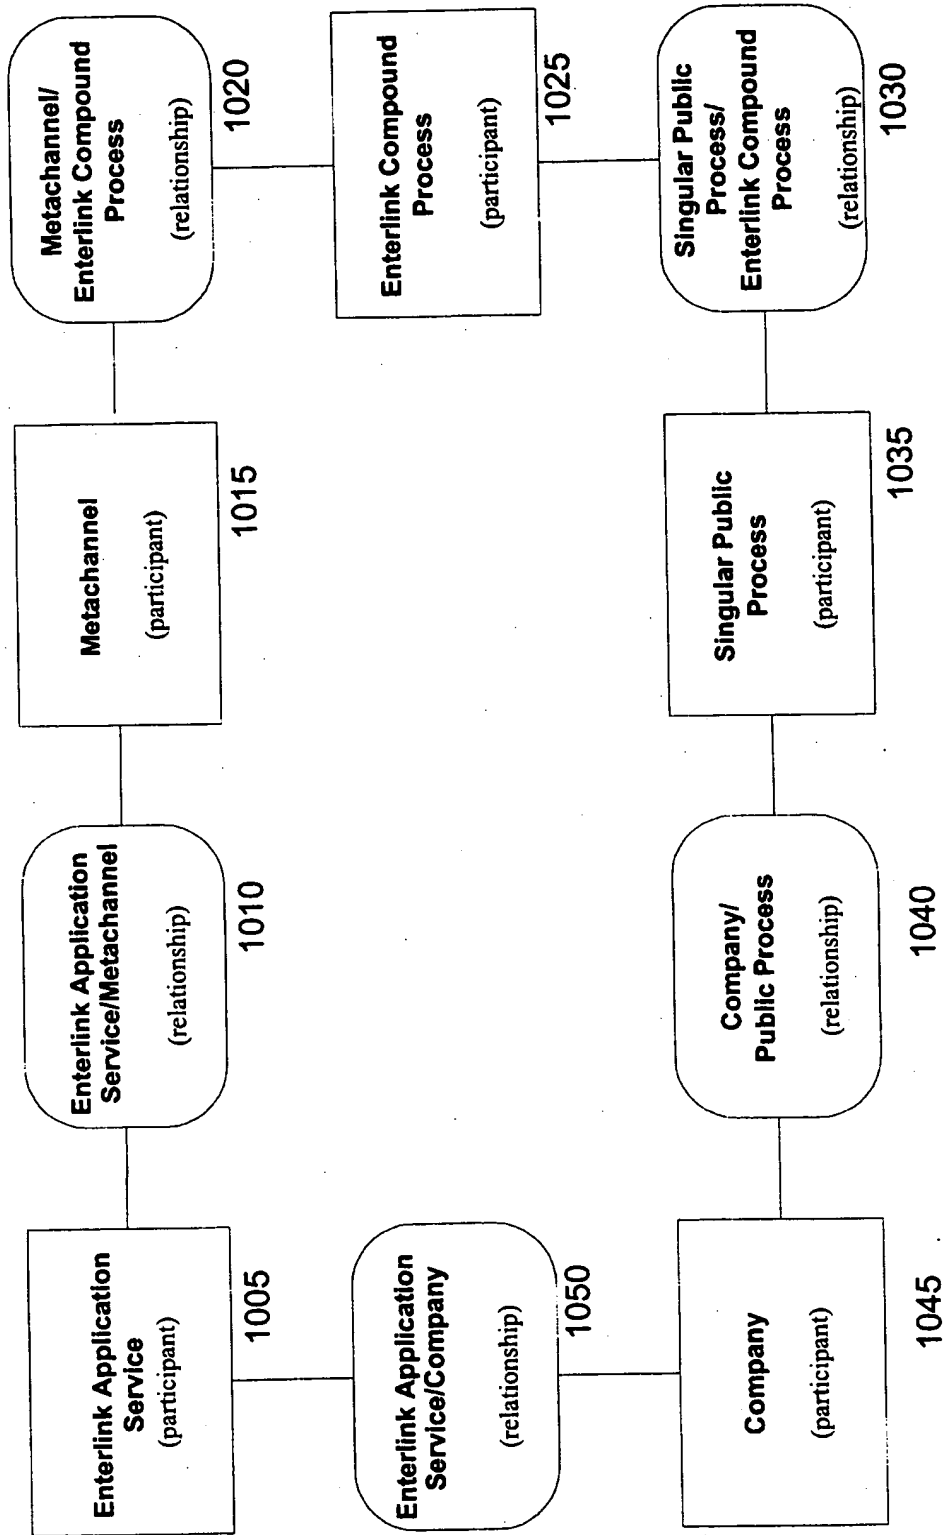 Enterlink Application
Service
(participant)
1005
Enterlink Application
Service/Metachannel
(relationship)
1010
Metachannel
(participant)
1015
Metachannel/
Enterlink Compound
Process
(relationship)
1020
Enterlink Compound
Process
(participant)
1025
Singular Public
Process/
Enterlink Compound
Process
(relationship)
1030
Singular Public
Process
(participant)
1035
Company/
Public Process
(relationship)
1040
Company
(participant)
1045
Enterlink Application
Service/Company
(relationship)
1050